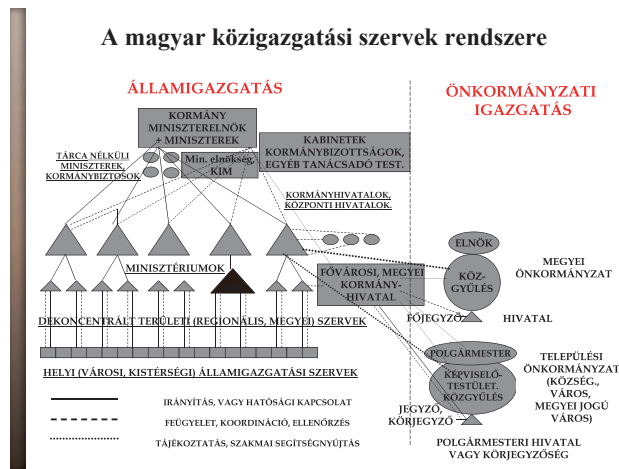 A magyar közigazgatási szervek rendszere
ÁLLAMIGAZGATÁS
ÖNKORMÁNYZATI
IGAZGATÁS
KORMÁNY
MINISZTERELNÖK
+ MINISZTEREK
KABINETEK
KORMÁNYBIZOTTSÁGOK,
EGYÉB TANÁCSADÓ TEST.
TÁRCA NÉLKÜLI
MINISZTEREK,
KORMÁNYBIZTOSOK
Min. elnökség,
KIM
KORMÁNYHIVATALOK,
KÖZPONTI HIVATALOK.
ELNÖK
MEGYEI
ÖNKORMÁNYZAT
KÖZ-
GYŰLÉS
MINISZTÉRIUMOK
FŐVÁROSI, MEGYEI
KORMÁNY-
HIVATAL
FŐJEGYZŐ
HIVATAL
DEKONCENTRÁLT TERÜLETI (REGIONÁLIS, MEGYEI) SZERVEK
POLGÁRMESTER
TELEPÜLÉSI
ÖNKORMÁNYZAT
(KÖZSÉG.,
VÁROS,
MEGYEI JOGÚ
VÁROS)
KÉPVISELŐ-
TESTÜLET.
KÖZGYŰLÉS
HELYI (VÁROSI, KISTÉRSÉGI) ÁLLAMIGAZGATÁSI SZERVEK
JEGYZŐ,
KÖRJEGYZŐ
IRÁNYÍTÁS, VAGY HATÓSÁGI KAPCSOLAT
FEÜGYELET, KOORDINÁCIÓ, ELLENŐRZÉS
TÁJÉKOZTATÁS, SZAKMAI SEGÍTSÉGNYÚJTÁS
POLGÁRMESTERI HIVATAL
VAGY KÖRJEGYZŐSÉG